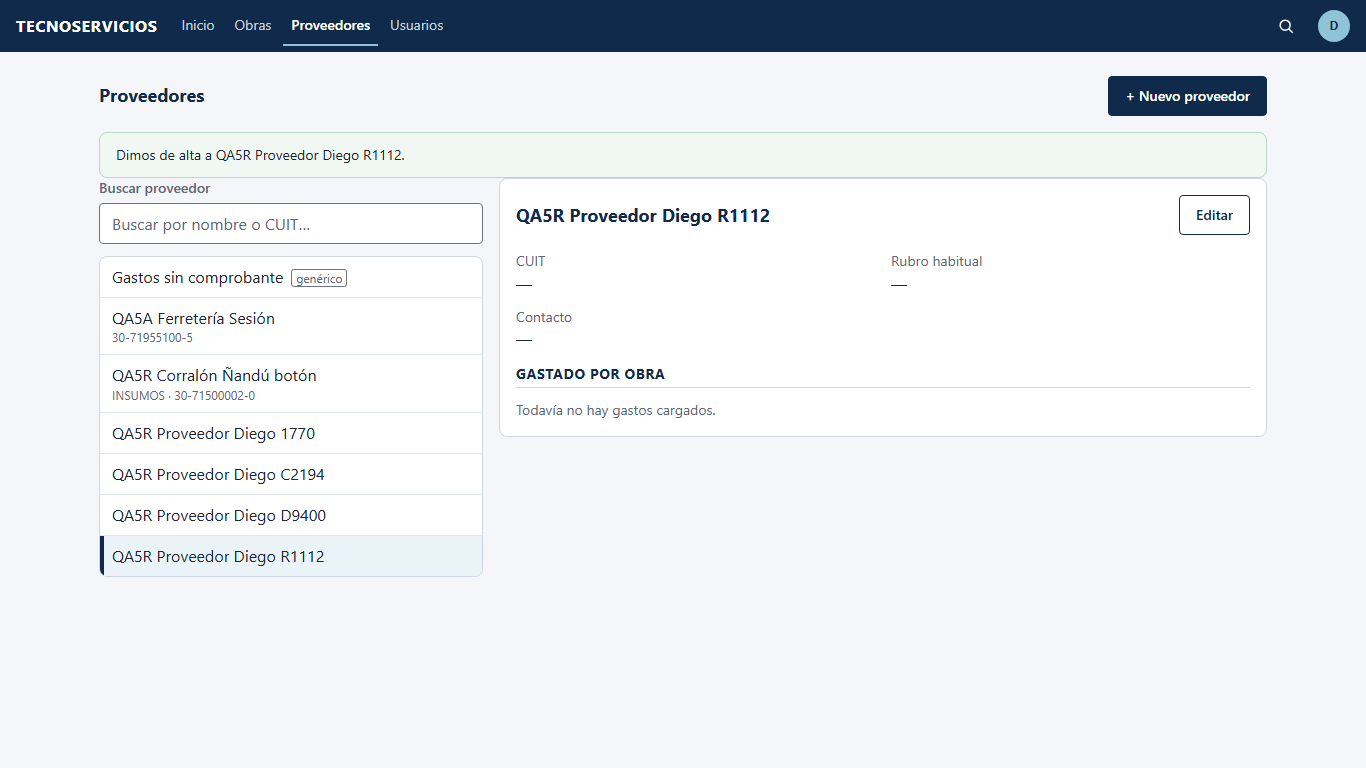 TECNOSERVICIOS Inicio Obras Proveedores Usuarios D
Proveedores
+ Nuevo proveedor
Dimos de alta a QA5R Proveedor Diego R1112.
Buscar proveedor
Buscar por nombre o CUIT...
Gastos sin comprobante genérico
QA5A Ferretería Sesión
30-71955100-5
QA5R Corralón Ñandú botón
INSUMOS · 30-71500002-0
QA5R Proveedor Diego 1770
QA5R Proveedor Diego C2194
QA5R Proveedor Diego D9400
QA5R Proveedor Diego R1112
QA5R Proveedor Diego R1112
Editar
CUIT
—
Rubro habitual
—
Contacto
—
GASTADO POR OBRA
Todavía no hay gastos cargados.